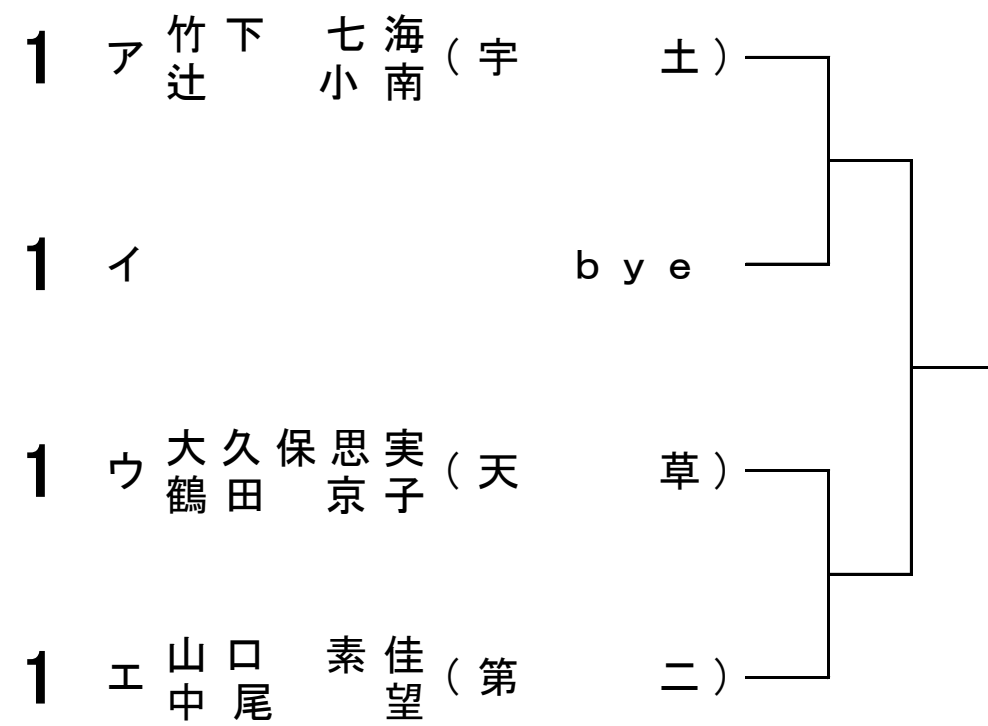 1 ア 竹下 七海 (宇 土)
辻 小南
1 イ bye
1 ウ 大久保思実 (天 草)
鶴田 京子
1 エ 山口 素佳 (第 二)
中尾 望